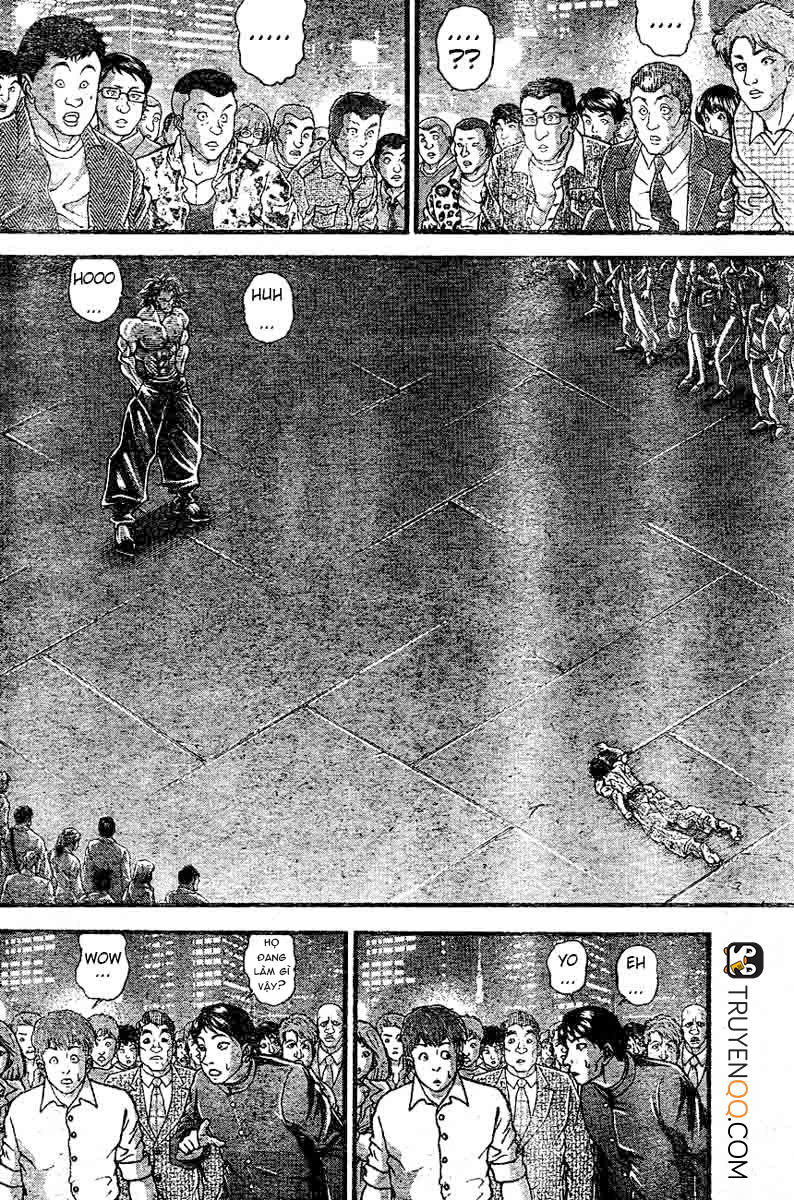 ....
....
??
.....
.....
HUH
...
HOOO
...
EH
...
YO
...
HỌ
ĐANG
LÀM GÌ
VẬY?
WOW
...
TRUYENQQ.COM